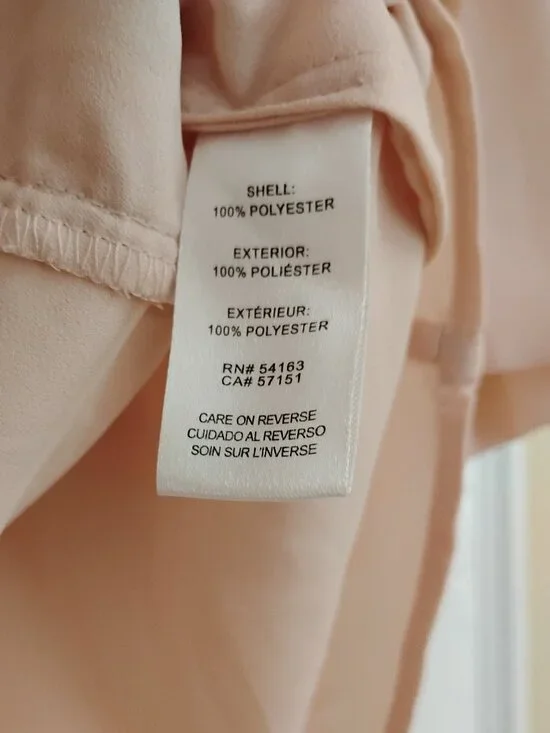 SHELL:
100% POLYESTER
EXTERIOR:
100% POLIÉSTER
EXTÉRIEUR:
100% POLYESTER
RN# 54163
CA# 57151
CARE ON REVERSE
CUIDADO AL REVERSO
SOIN SUR L'INVERSE